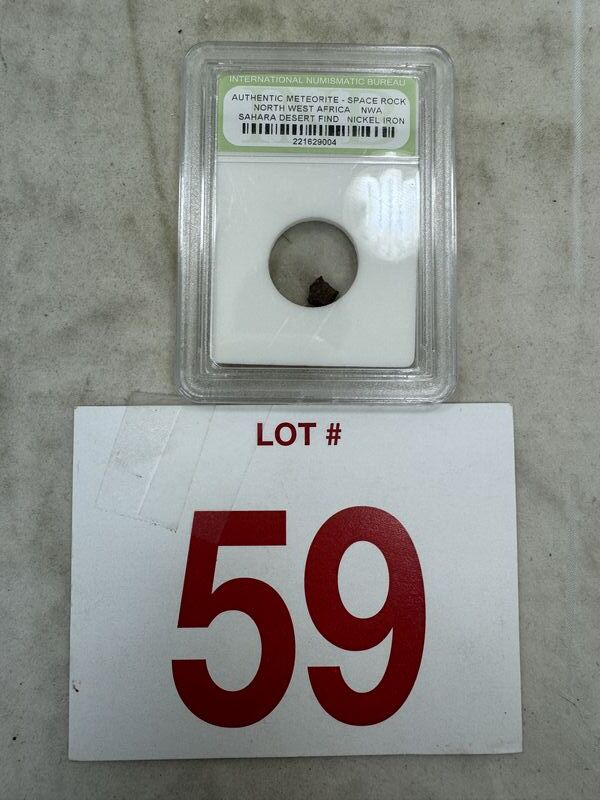 INTERNATIONAL NUMISMATIC BUREAU
AUTHENTIC METEORITE - SPACE ROCK
NORTH WEST AFRICA NWA
SAHARA DESERT FIND NICKEL IRON
221629004
LOT #
59